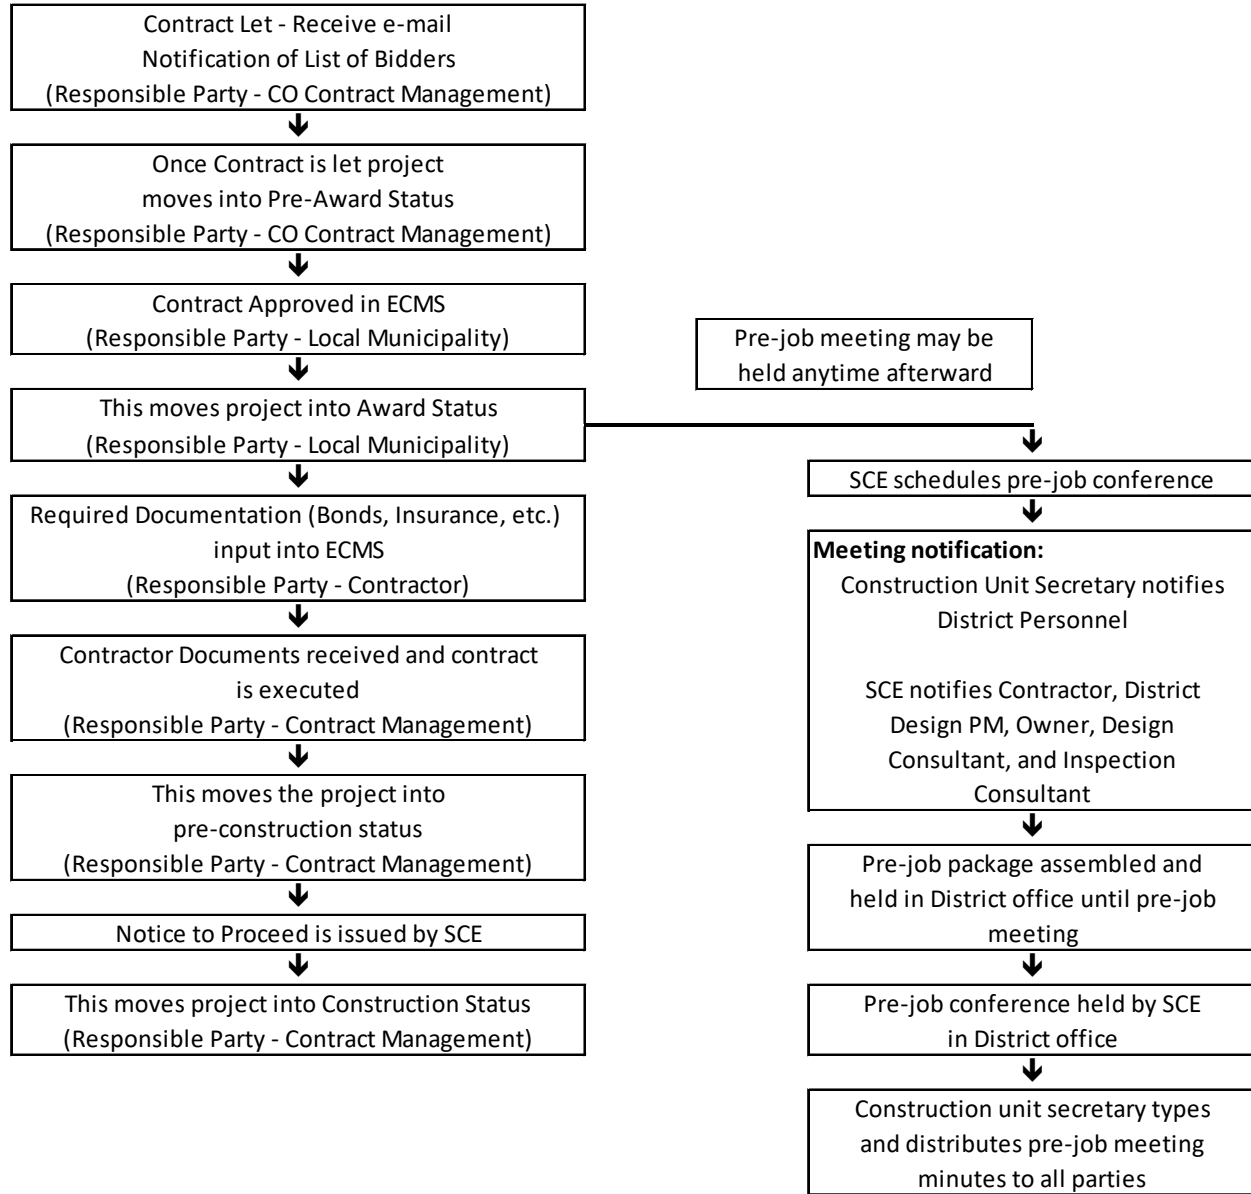 Contract Let - Receive e-mail
Notification of List of Bidders
(Responsible Party - CO Contract Management)
Once Contract is let project
moves into Pre-Award Status
(Responsible Party - CO Contract Management)
Contract Approved in ECMS
(Responsible Party - Local Municipality)
This moves project into Award Status
(Responsible Party - Local Municipality)
Required Documentation (Bonds, Insurance, etc.)
input into ECMS
(Responsible Party - Contractor)
Contractor Documents received and contract
is executed
(Responsible Party - Contract Management)
This moves the project into
pre-construction status
(Responsible Party - Contract Management)
Notice to Proceed is issued by SCE
This moves project into Construction Status
(Responsible Party - Contract Management)
Pre-job meeting may be
held anytime afterward
SCE schedules pre-job conference
Meeting notification:
Construction Unit Secretary notifies
District Personnel
SCE notifies Contractor, District
Design PM, Owner, Design
Consultant, and Inspection
Consultant
Pre-job package assembled and
held in District office until pre-job
meeting
Pre-job conference held by SCE
in District office
Construction unit secretary types
and distributes pre-job meeting
minutes to all parties